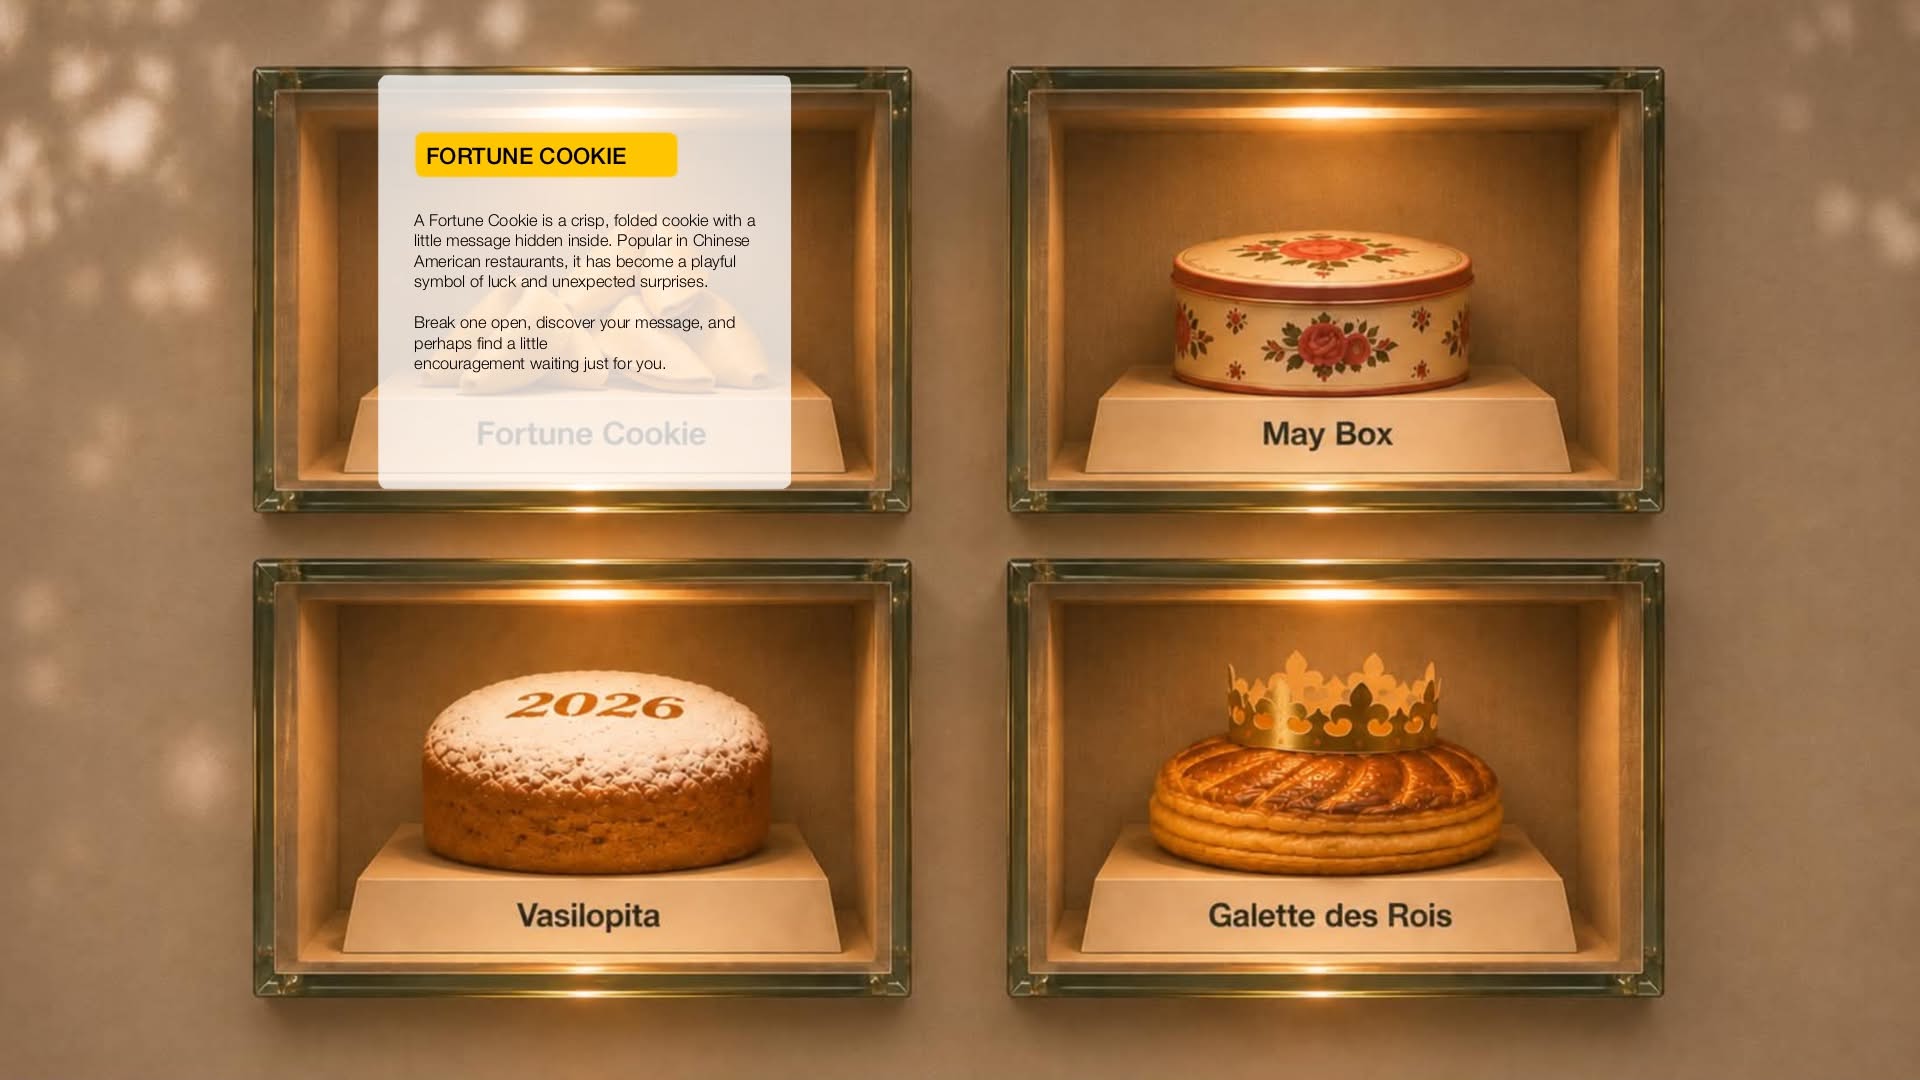 FORTUNE COOKIE
A Fortune Cookie is a crisp, folded cookie with a
little message hidden inside. Popular in Chinese
American restaurants, it has become a playful
symbol of luck and unexpected surprises.
Break one open, discover your message, and
perhaps find a little
encouragement waiting just for you.
Fortune Cookie
May Box
2026
Vasilopita
Galette des Rois